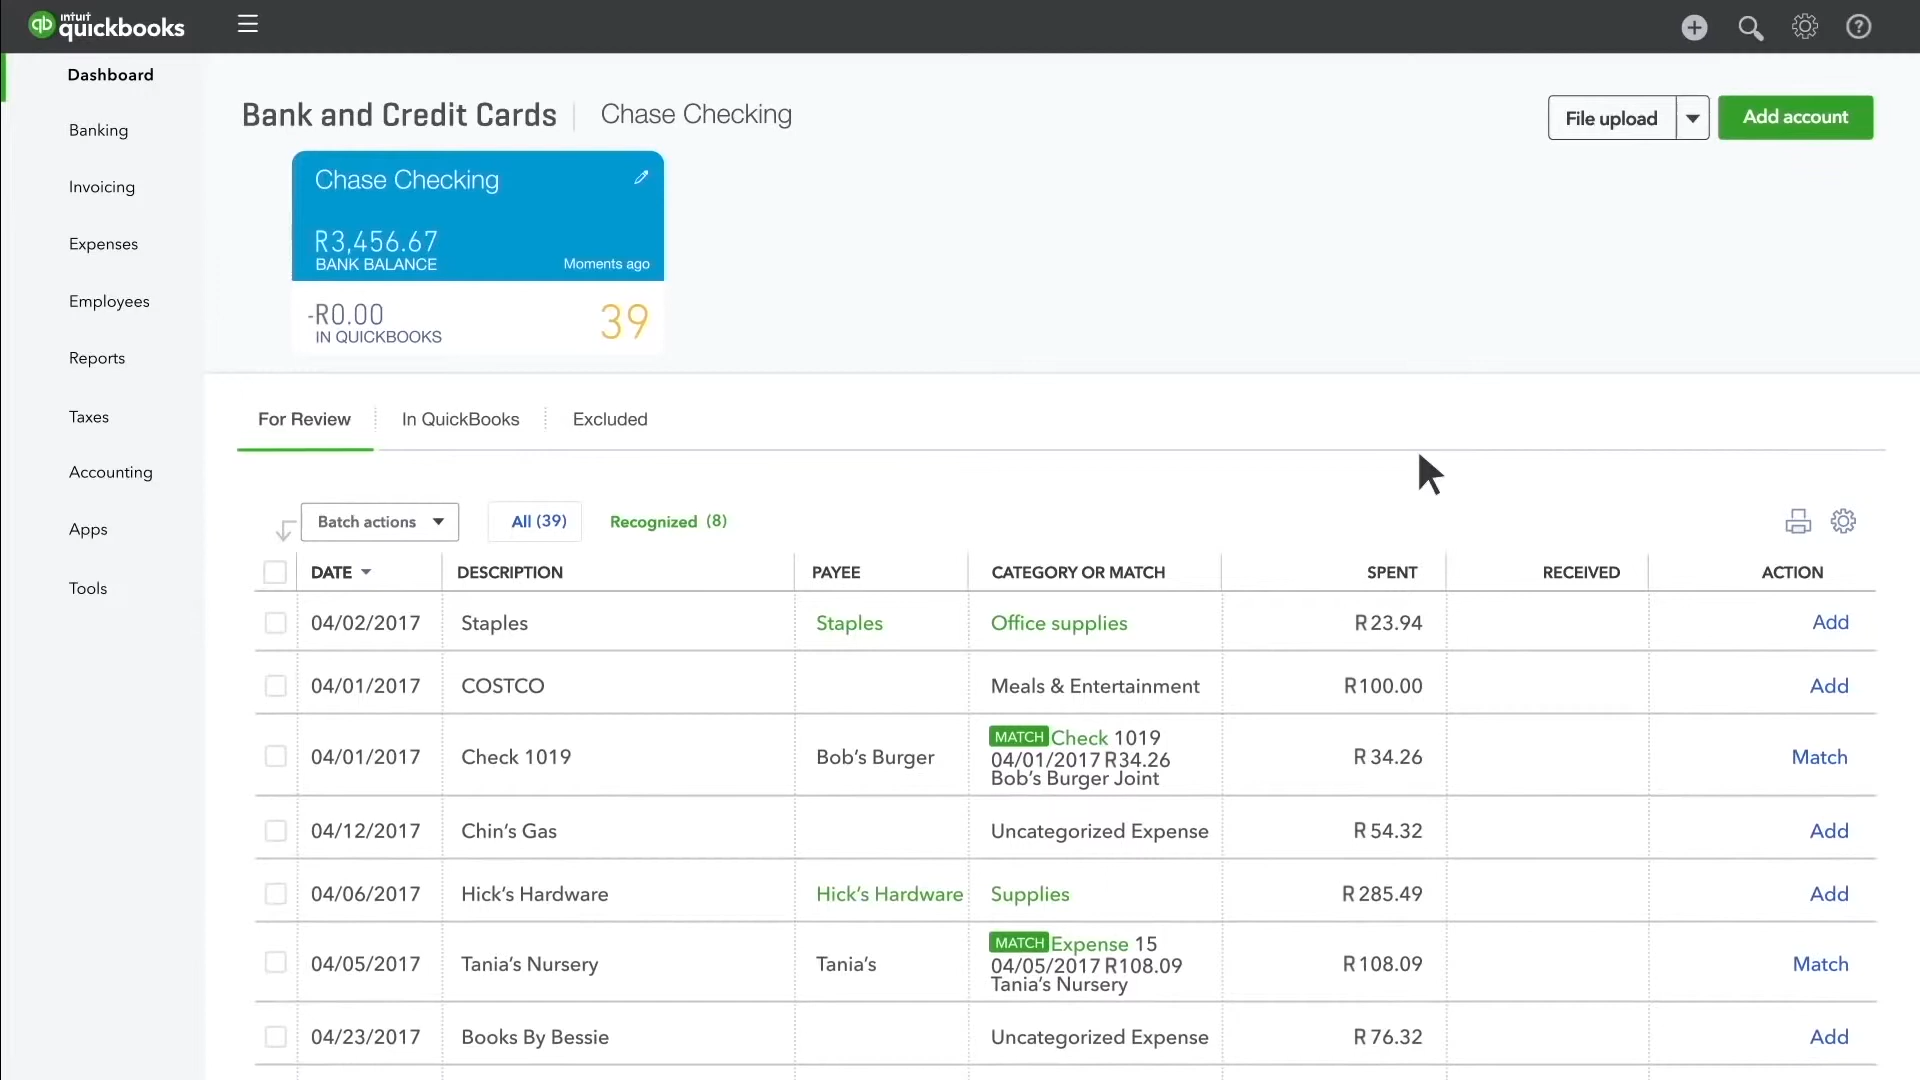 intuit
qb quickbooks
Dashboard
Banking
Invoicing
Expenses
Employees
Reports
Taxes
Accounting
Apps
Tools
Bank and Credit Cards
Chase Checking
File upload
Add account
Chase Checking
R3,456.67
BANK BALANCE
Moments ago
-R0.00
IN QUICKBOOKS
39
For Review
In QuickBooks
Excluded
Batch actions
All (39)
Recognized (8)
DATE DESCRIPTION PAYEE CATEGORY OR MATCH SPENT RECEIVED ACTION
04/02/2017 Staples Staples Office supplies R23.94 Add
04/01/2017 COSTCO Meals & Entertainment R100.00 Add
MATCH Check 1019
04/01/2017 Check 1019 Bob’s Burger 04/01/2017 R34.26 R34.26 Match
Bob’s Burger Joint
04/12/2017 Chin’s Gas Uncategorized Expense R54.32 Add
04/06/2017 Hick’s Hardware Hick’s Hardware Supplies R285.49 Add
MATCH Expense 15
04/05/2017 Tania’s Nursery Tania’s 04/05/2017 R108.09 R108.09 Match
Tania’s Nursery
04/23/2017 Books By Bessie Uncategorized Expense R76.32 Add